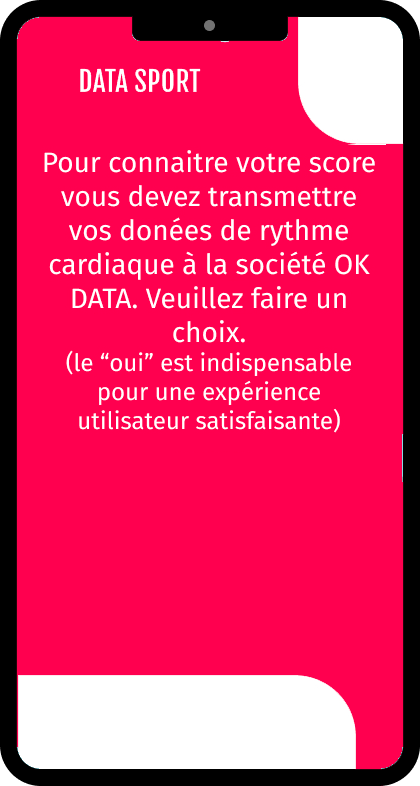 DATA SPORT
Pour connaitre votre score
vous devez transmettre
vos donées de rythme
cardiaque à la société OK
DATA. Veuillez faire un
choix.
(le “oui” est indispensable
pour une expérience
utilisateur satisfaisante)